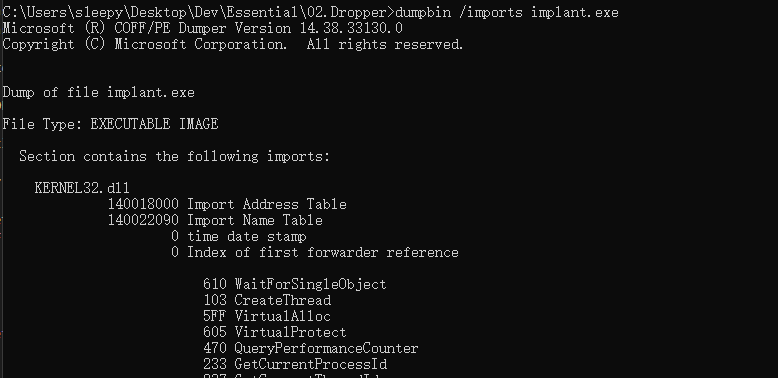 C:\Users\sleepy\Desktop\Dev\Essential\02.Dropper>dumpbin /imports implant.exe
Microsoft (R) COFF/PE Dumper Version 14.38.33130.0
Copyright (C) Microsoft Corporation.  All rights reserved.
Dump of file implant.exe
File Type: EXECUTABLE IMAGE
Section contains the following imports:
KERNEL32.dll
140018000 Import Address Table
140022090 Import Name Table
0 time date stamp
0 Index of first forwarder reference
610 WaitForSingleObject
103 CreateThread
5FF VirtualAlloc
605 VirtualProtect
470 QueryPerformanceCounter
233 GetCurrentProcessId